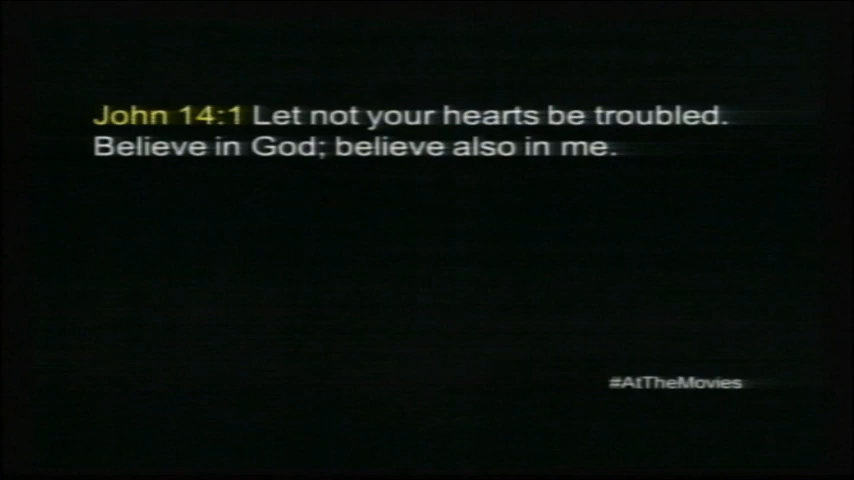 John 14:1 Let not your hearts be troubled.
Believe in God; believe also in me.
#AtTheMovies